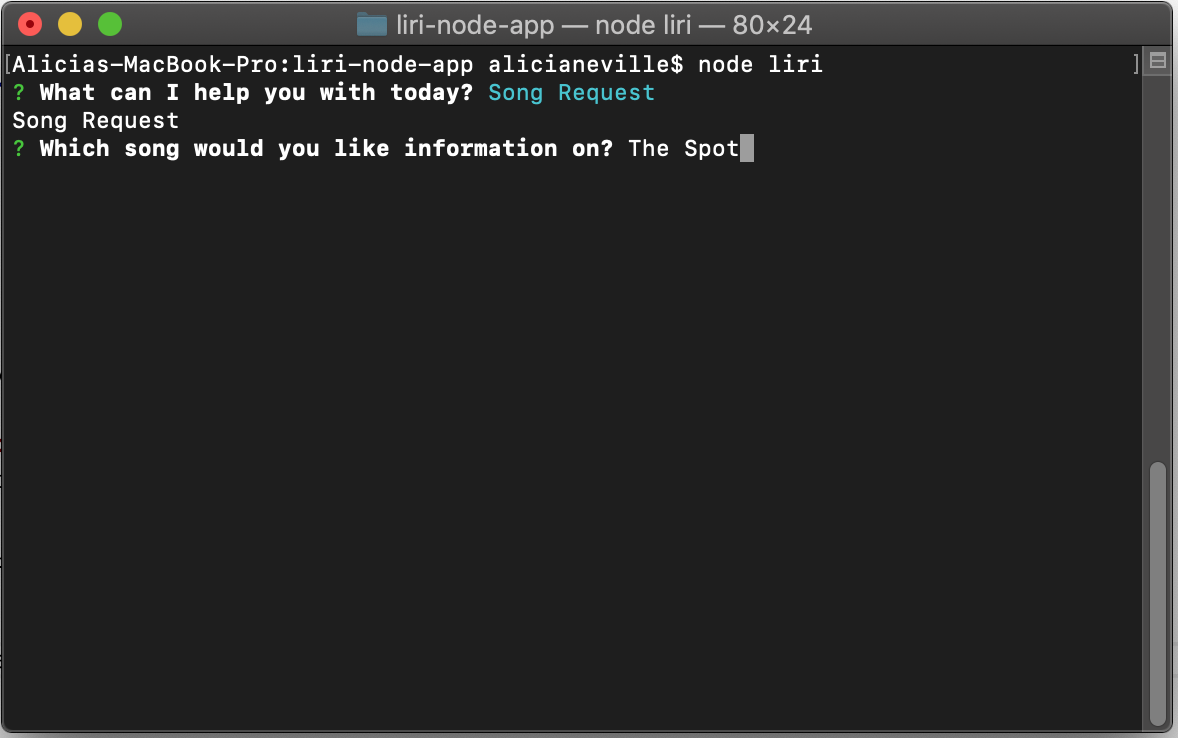 liri-node-app — node liri — 80×24
[Alicias-MacBook-Pro:liri-node-app alicianeville$ node liri ]
? What can I help you with today? Song Request
Song Request
? Which song would you like information on? The Spot